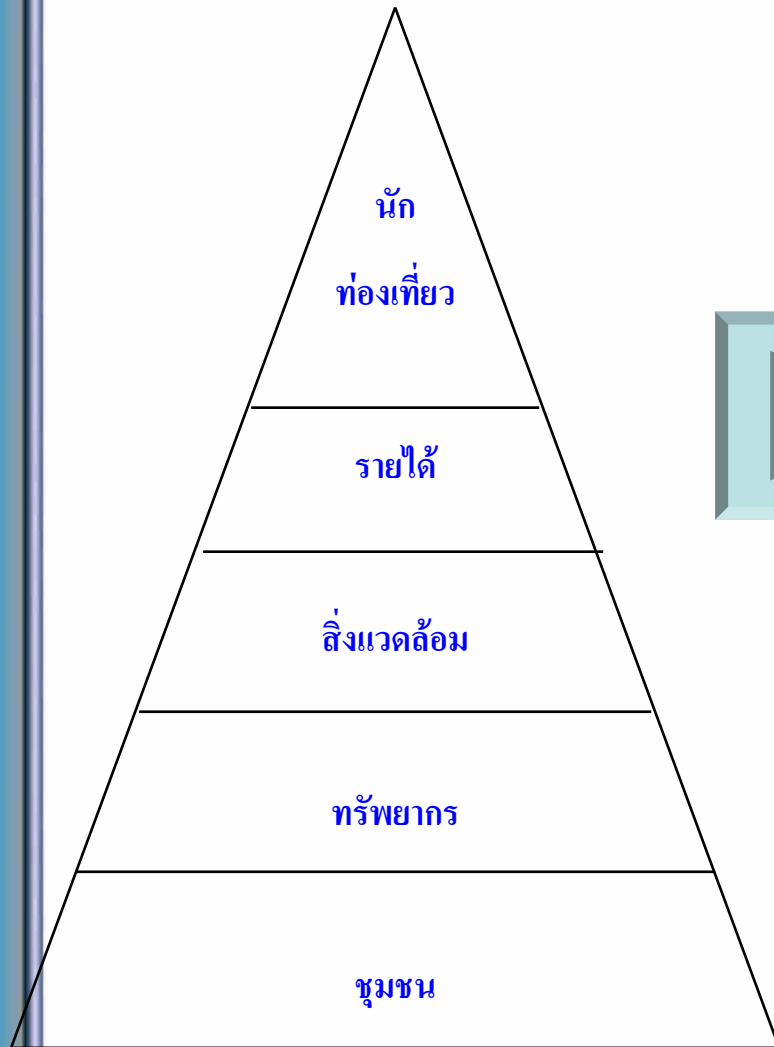 นัก
ท่องเที่ยว
รายได้
สิ่งแวดล้อม
ทรัพยากร
ชุมชน